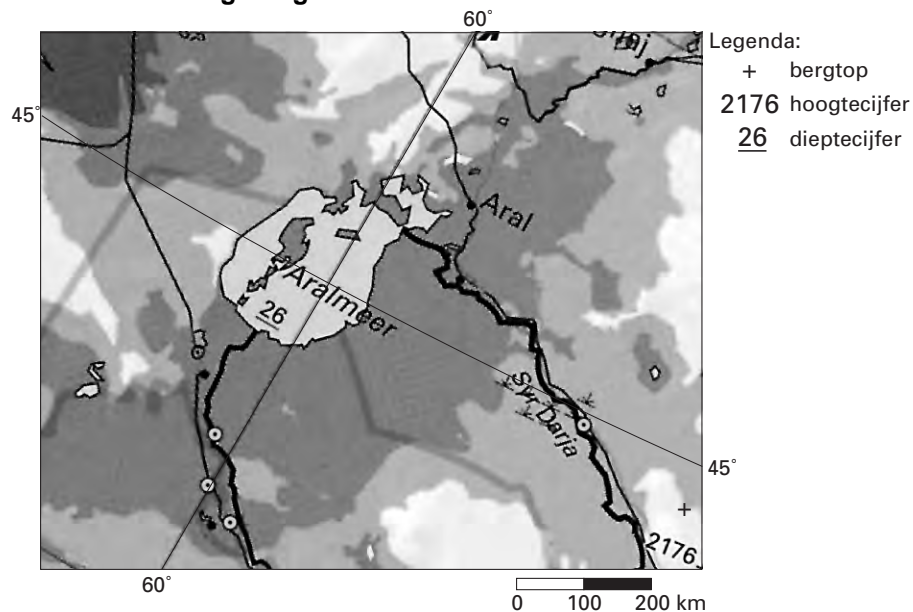 60°
Legenda:
+ bergtop
2176 hoogtecijfer
26 dieptecijfer
45°
Aral
Aralmeer
26
Syr Darja
45°
2176
60°
0 100 200 km